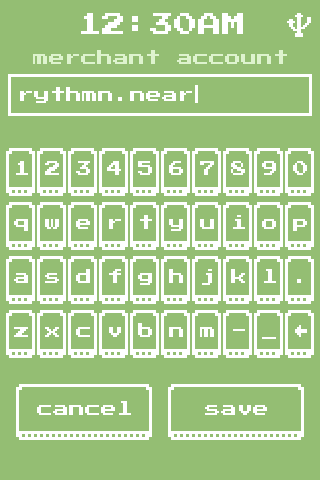 12:30AM
merchant account
rythmn.near
1 2 3 4 5 6 7 8 9 0
q w e r t y u i o p
a s d f g h j k l .
z x c v b n m - _ ←
cancel save